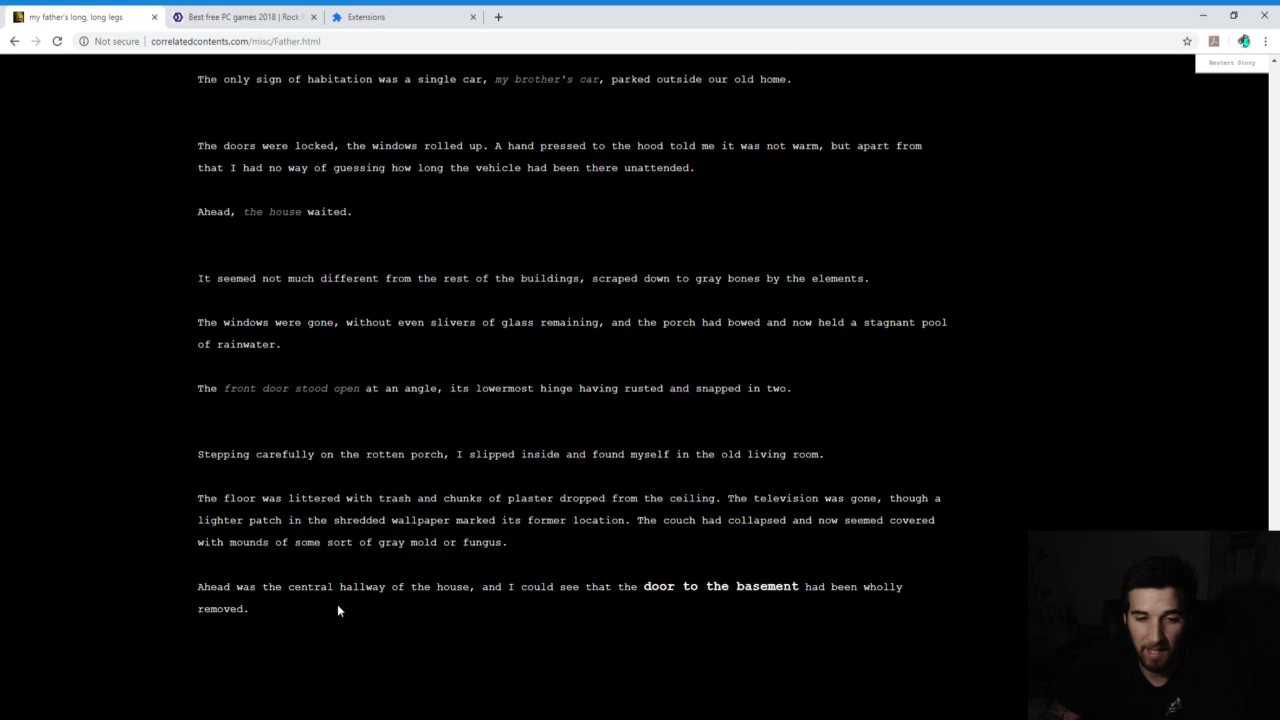 my father's long, long legs
Best free PC games 2018 | Rock P
Extensions
Not secure
correlatedcontents.com/misc/Father.html
Restart Story
The only sign of habitation was a single car, my brother's car, parked outside our old home.
The doors were locked, the windows rolled up. A hand pressed to the hood told me it was not warm, but apart from
that I had no way of guessing how long the vehicle had been there unattended.
Ahead, the house waited.
It seemed not much different from the rest of the buildings, scraped down to gray bones by the elements.
The windows were gone, without even slivers of glass remaining, and the porch had bowed and now held a stagnant pool
of rainwater.
The front door stood open at an angle, its lowermost hinge having rusted and snapped in two.
Stepping carefully on the rotten porch, I slipped inside and found myself in the old living room.
The floor was littered with trash and chunks of plaster dropped from the ceiling. The television was gone, though a
lighter patch in the shredded wallpaper marked its former location. The couch had collapsed and now seemed covered
with mounds of some sort of gray mold or fungus.
Ahead was the central hallway of the house, and I could see that the door to the basement had been wholly
removed.